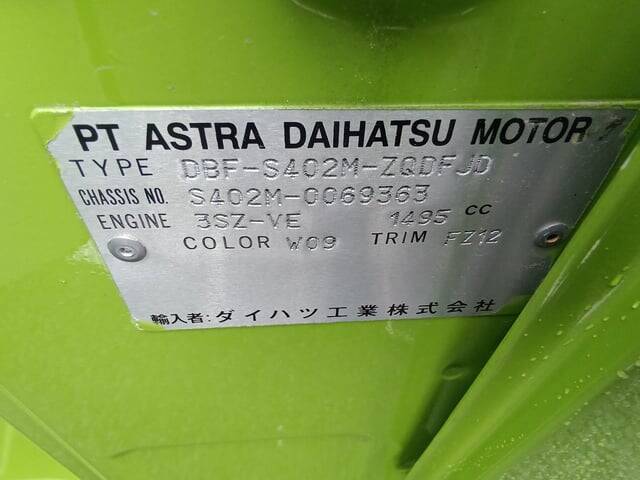 PT ASTRA DAIHATSU MOTOR
TYPE DBF-S402M-ZQDFJD
CHASSIS NO. S402M-0069363
ENGINE 3SZ-VE 1495 CC
COLOR W09 TRIM FZ12
輸入者:ダイハツ工業株式会社